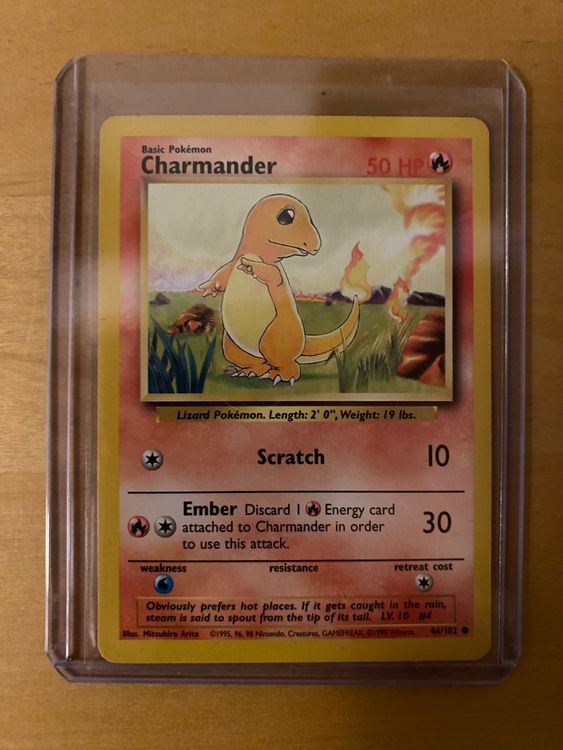 Basic Pokémon
Charmander 50 HP
Lizard Pokémon. Length: 2' 0", Weight: 19 lbs.
Scratch 10
Ember Discard 1 Energy card
attached to Charmander in order
to use this attack.
30
weakness resistance retreat cost
Obviously prefers hot places. If it gets caught in the rain,
steam is said to spout from the tip of its tail. LV. 10 #4
Illus. Mitsuhiro Arita ©1995, 96, 98 Nintendo, Creatures, GAMEFREAK. ©1999 Wizards. 46/102